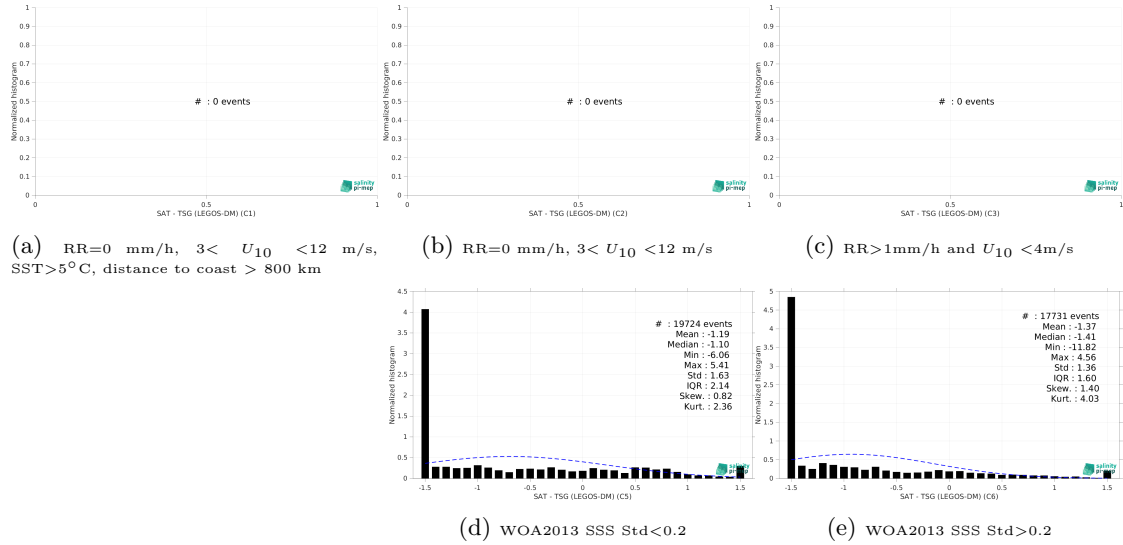 1
0.9
0.8
0.7
0.6
0.5
0.4
0.3
0.2
0.1
0
Normalized histogram
# : 0 events
salinity
pi-mep
0 0.5 1
SAT - TSG (LEGOS-DM) (C1)
1
0.9
0.8
0.7
0.6
0.5
0.4
0.3
0.2
0.1
0
Normalized histogram
# : 0 events
salinity
pi-mep
0 0.5 1
SAT - TSG (LEGOS-DM) (C2)
1
0.9
0.8
0.7
0.6
0.5
0.4
0.3
0.2
0.1
0
Normalized histogram
# : 0 events
salinity
pi-mep
0 0.5 1
SAT - TSG (LEGOS-DM) (C3)
(a) RR=0 mm/h, 3< U10 <12 m/s,
SST>5°C, distance to coast > 800 km
(b) RR=0 mm/h, 3< U10 <12 m/s
(c) RR>1mm/h and U10 <4m/s
4.5
4
3.5
3
2.5
2
1.5
1
0.5
0
Normalized histogram
# : 19724 events
Mean : -1.19
Median : -1.10
Min : -6.06
Max : 5.41
Std : 1.63
IQR : 2.14
Skew. : 0.82
Kurt. : 2.36
salinity
pi-mep
-1.5 -1 -0.5 0 0.5 1 1.5
SAT - TSG (LEGOS-DM) (C5)
5
4.5
4
3.5
3
2.5
2
1.5
1
0.5
0
Normalized histogram
# : 17731 events
Mean : -1.37
Median : -1.41
Min : -11.82
Max : 4.56
Std : 1.36
IQR : 1.60
Skew. : 1.40
Kurt. : 4.03
salinity
pi-mep
-1.5 -1 -0.5 0 0.5 1 1.5
SAT - TSG (LEGOS-DM) (C6)
(d) WOA2013 SSS Std<0.2
(e) WOA2013 SSS Std>0.2